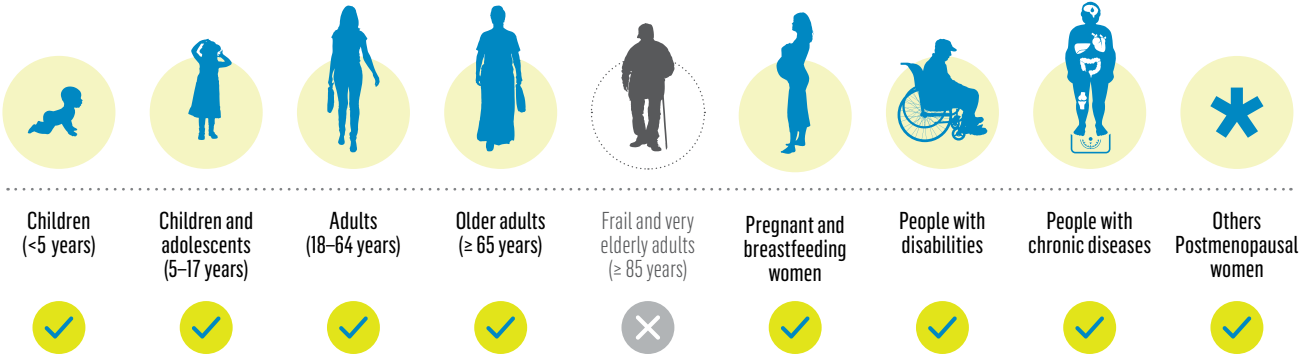 Children
(<5 years)
Children and
adolescents
(5–17 years)
Adults
(18–64 years)
Older adults
(≥ 65 years)
Frail and very
elderly adults
(≥ 85 years)
Pregnant and
breastfeeding
women
People with
disabilities
People with
chronic diseases
Others
Postmenopausal
women